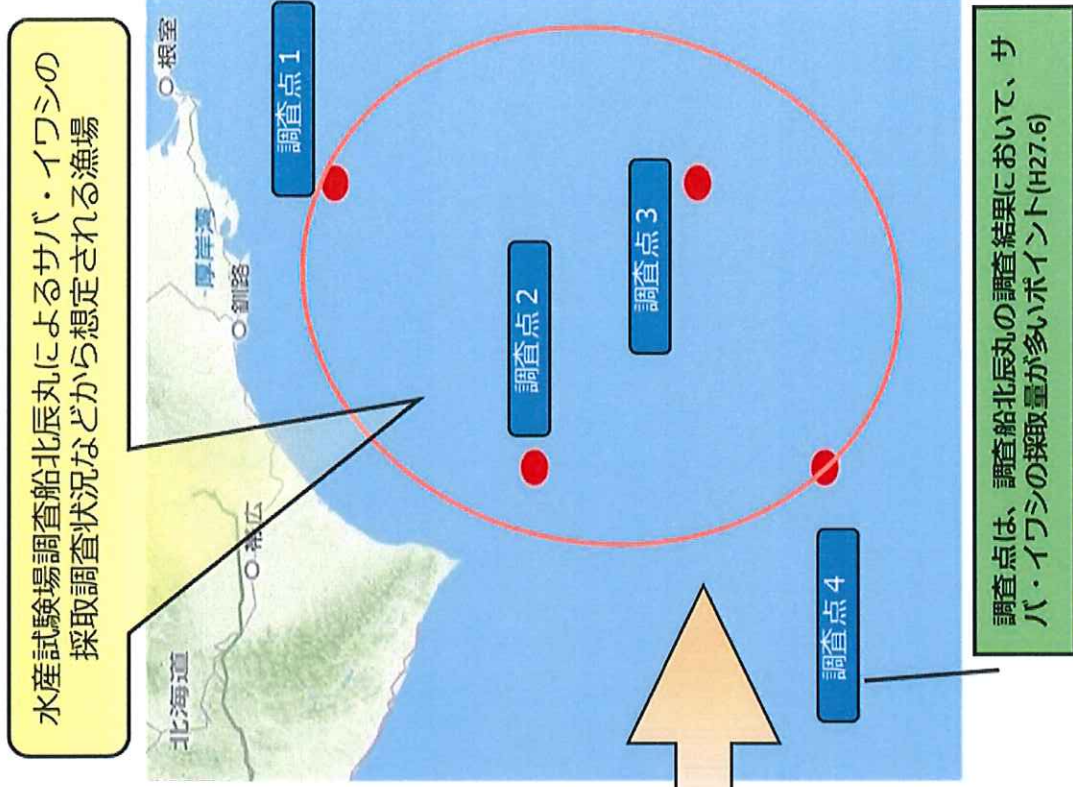 水産試験場調査船北辰丸によるサバ・イワシの
採取調査状況などから想定される漁場
北海道
帯広
釧路
厚岸湾
根室
調査点1
調査点2
調査点3
調査点4
調査点は、調査船北辰丸の調査結果において、サ
バ・イワシの採取量が多いポイント(H27.6)